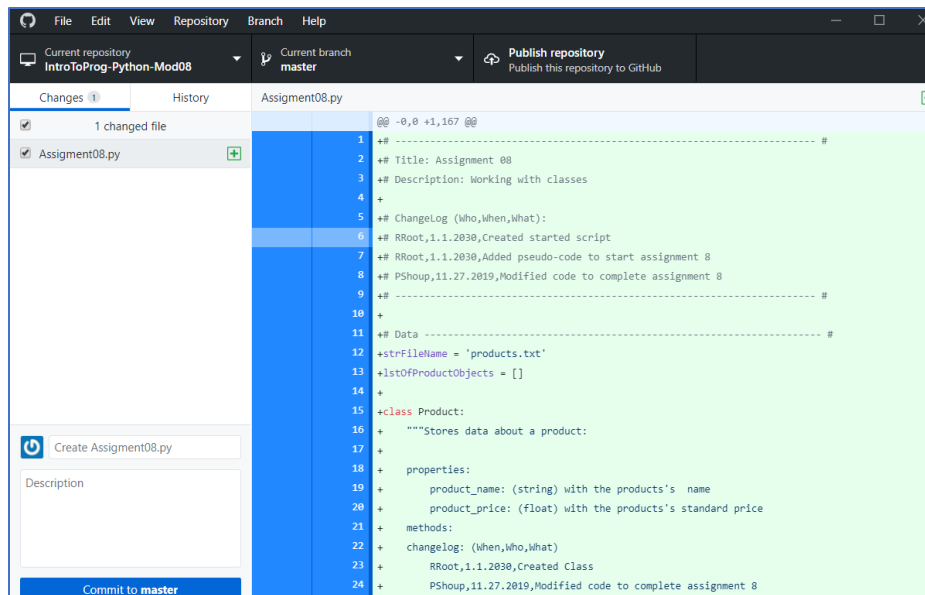 File Edit View Repository Branch Help
Current repository
IntroToProg-Python-Mod08
Current branch
master
Publish repository
Publish this repository to GitHub
Changes 1 History
Assigment08.py
1 changed file
Assigment08.py
@@ -0,0 +1,167 @@
1 +# ------------------------------------------------------------------------ #
2 +# Title: Assignment 08
3 +# Description: Working with classes
4 +
5 +# ChangeLog (Who,When,What):
6 +# RRoot,1.1.2030,Created started script
7 +# RRoot,1.1.2030,Added pseudo-code to start assignment 8
8 +# PShoup,11.27.2019,Modified code to complete assignment 8
9 +# ------------------------------------------------------------------------ #
10 +
11 +# Data -------------------------------------------------------------------- #
12 +strFileName = 'products.txt'
13 +lstOfProductObjects = []
14 +
15 +class Product:
16 + """Stores data about a product:
17 +
18 + properties:
19 + product_name: (string) with the products's  name
20 + product_price: (float) with the products's standard price
21 + methods:
22 + changelog: (When,Who,What)
23 + RRoot,1.1.2030,Created Class
24 + PShoup,11.27.2019,Modified code to complete assignment 8
Create Assigment08.py
Description
Commit to master